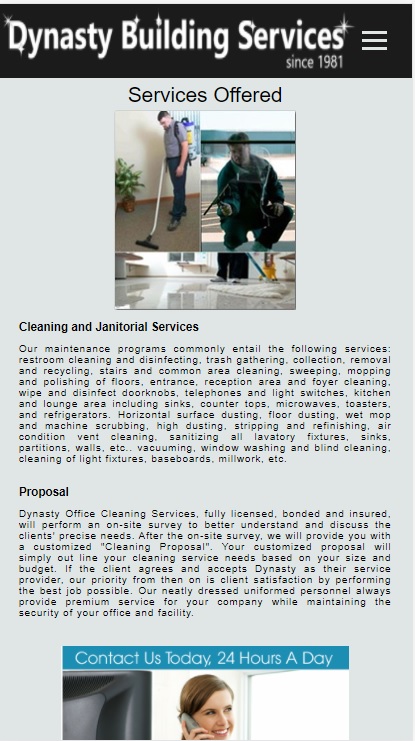 Dynasty Building Services
since 1981
Services Offered
Cleaning and Janitorial Services
Our maintenance programs commonly entail the following services:
restroom cleaning and disinfecting, trash gathering, collection, removal
and recycling, stairs and common area cleaning, sweeping, mopping
and polishing of floors, entrance, reception area and foyer cleaning,
wipe and disinfect doorknobs, telephones and light switches, kitchen
and lounge area including sinks, counter tops, microwaves, toasters,
and refrigerators. Horizontal surface dusting, floor dusting, wet mop
and machine scrubbing, high dusting, stripping and refinishing, air
condition vent cleaning, sanitizing all lavatory fixtures, sinks,
partitions, walls, etc.. vacuuming, window washing and blind cleaning,
cleaning of light fixtures, baseboards, millwork, etc.
Proposal
Dynasty Office Cleaning Services, fully licensed, bonded and insured,
will perform an on-site survey to better understand and discuss the
clients' precise needs. After the on-site survey, we will provide you with
a customized "Cleaning Proposal". Your customized proposal will
simply out line your cleaning service needs based on your size and
budget. If the client agrees and accepts Dynasty as their service
provider, our priority from then on is client satisfaction by performing
the best job possible. Our neatly dressed uniformed personnel always
provide premium service for your company while maintaining the
security of your office and facility.
Contact Us Today, 24 Hours A Day